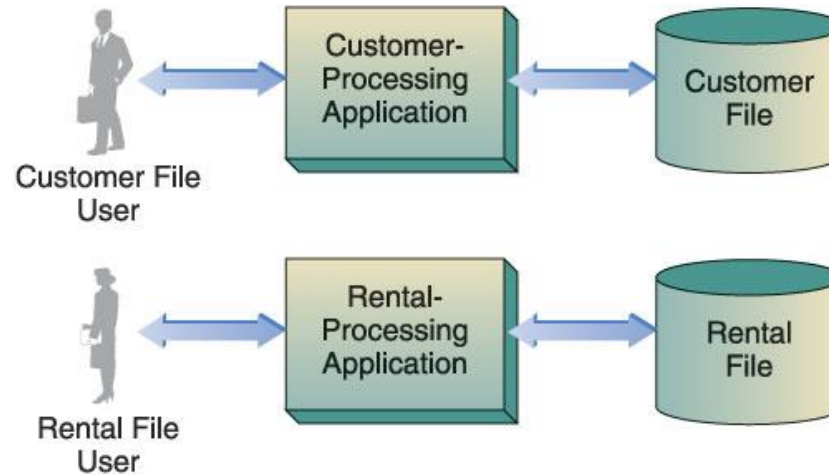 Customer-
Processing
Application
Customer
File
Customer File
User
Rental-
Processing
Application
Rental
File
Rental File
User